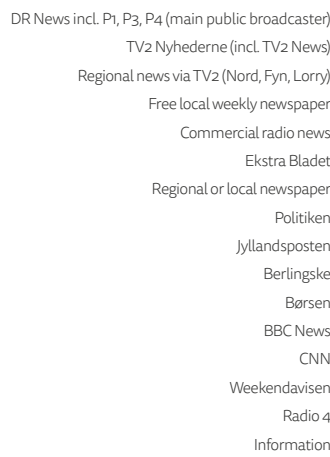 DR News incl. P1, P3, P4 (main public broadcaster)
TV2 Nyhederne (incl. TV2 News)
Regional news via TV2 (Nord, Fyn, Lorry)
Free local weekly newspaper
Commercial radio news
Ekstra Bladet
Regional or local newspaper
Politiken
Jyllandsposten
Berlingske
Børsen
BBC News
CNN
Weekendavisen
Radio 4
Information